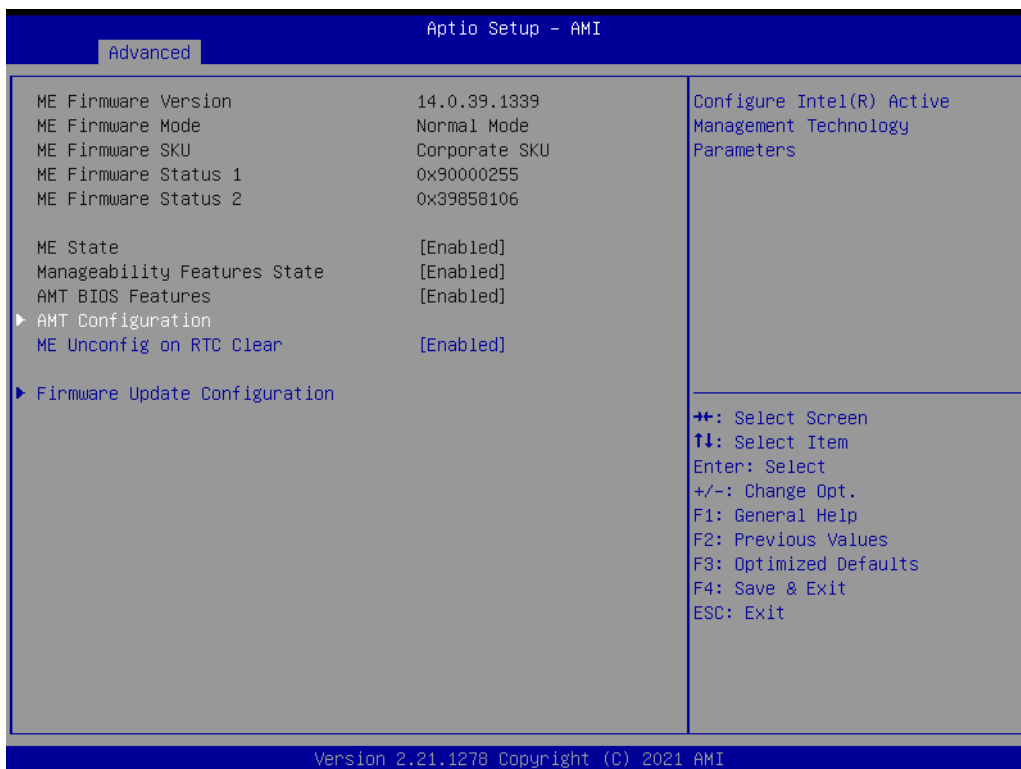 Aptio Setup – AMI
Advanced
ME Firmware Version 14.0.39.1339
ME Firmware Mode Normal Mode
ME Firmware SKU Corporate SKU
ME Firmware Status 1 0x90000255
ME Firmware Status 2 0x39858106
ME State [Enabled]
Manageability Features State [Enabled]
AMT BIOS Features [Enabled]
▶ AMT Configuration
ME Unconfig on RTC Clear [Enabled]
▶ Firmware Update Configuration
Configure Intel(R) Active
Management Technology
Parameters
→←: Select Screen
↑↓: Select Item
Enter: Select
+/-: Change Opt.
F1: General Help
F2: Previous Values
F3: Optimized Defaults
F4: Save & Exit
ESC: Exit
Version 2.21.1278 Copyright (C) 2021 AMI